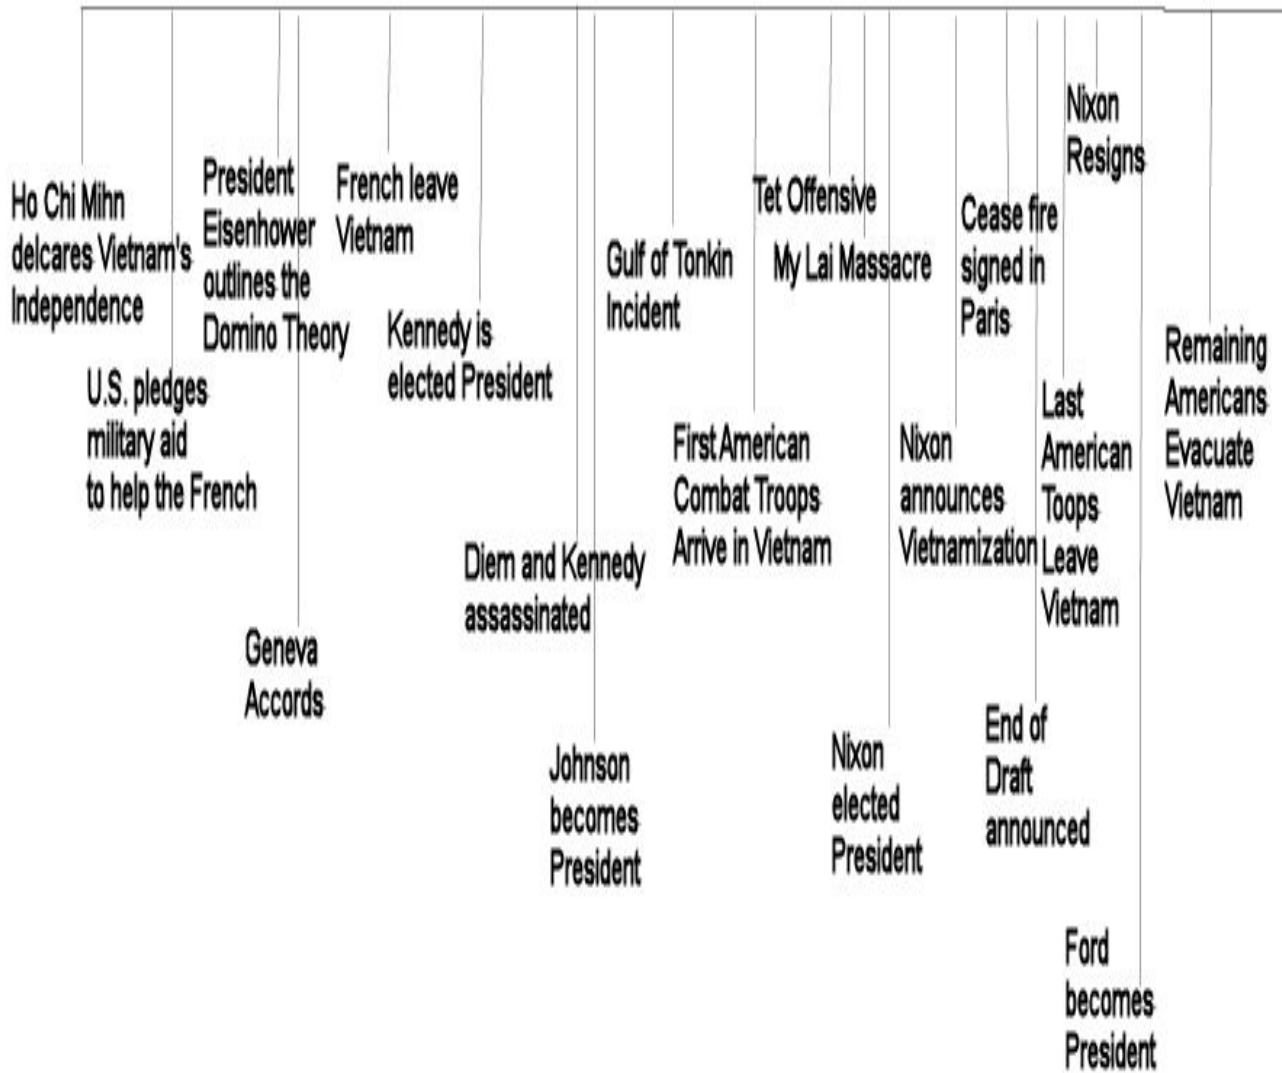 Ho Chi Mihn
delcares Vietnam's
Independence
U.S. pledges
military aid
to help the French
President
Eisenhower
outlines the
Domino Theory
Geneva
Accords
French leave
Vietnam
Kennedy is
elected President
Diem and Kennedy
assassinated
Johnson
becomes
President
Gulf of Tonkin
Incident
First American
Combat Troops
Arrive in Vietnam
Tet Offensive
My Lai Massacre
Nixon
elected
President
Nixon
announces
Vietnamization
Cease fire
signed in
Paris
End of
Draft
announced
Last
American
Toops
Leave
Vietnam
Nixon
Resigns
Ford
becomes
President
Remaining
Americans
Evacuate
Vietnam